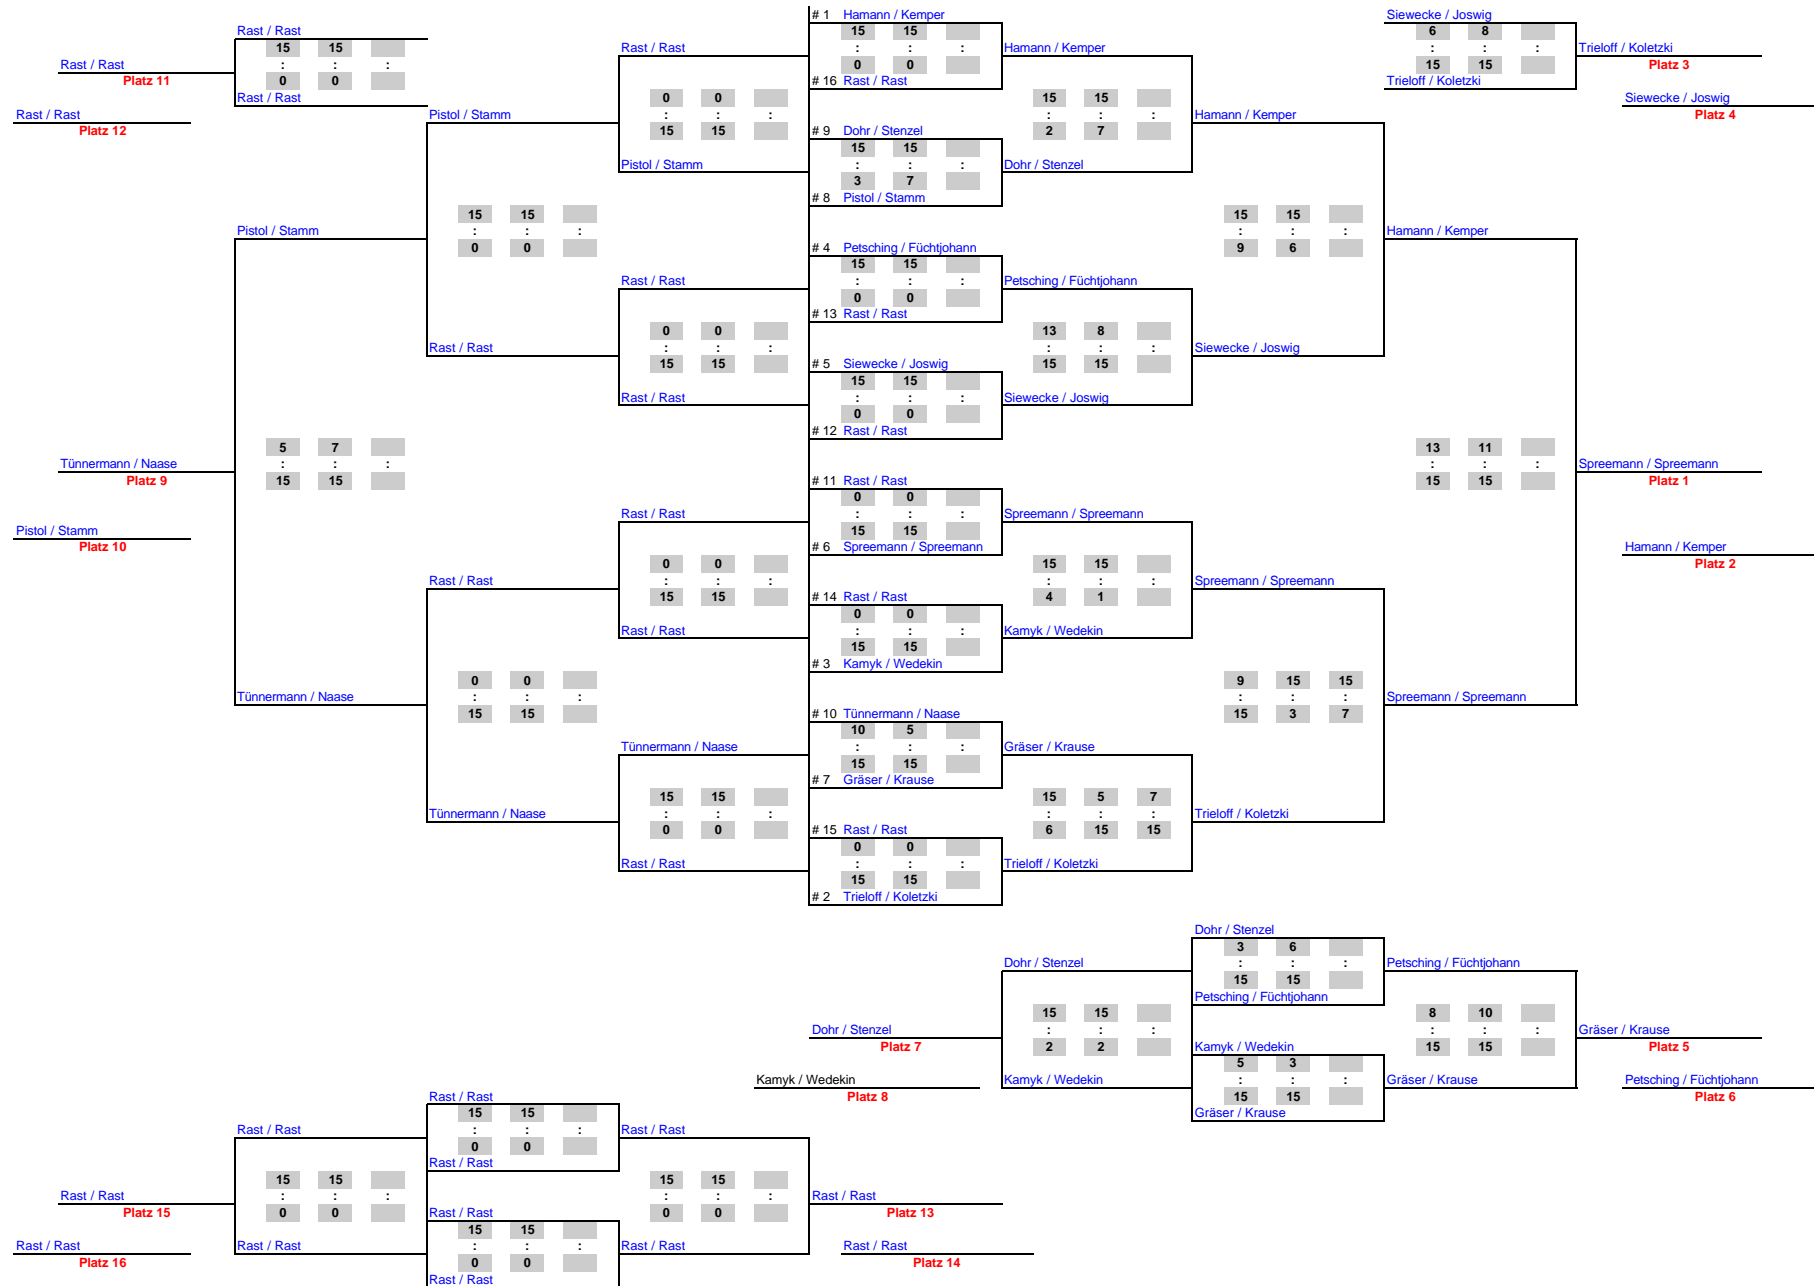 # 1 Hamann / Kemper Siewecke / Joswig
Rast / Rast 15 15 6 8
15 15 Rast / Rast : : : Hamann / Kemper : : : Trieloff / Koletzki
Rast / Rast : : : 0 0 15 15 Platz 3
Platz 11 0 0 # 16 Rast / Rast Trieloff / Koletzki
Rast / Rast 0 0 15 15 Siewecke / Joswig
Rast / Rast Pistol / Stamm : : : : : : Hamann / Kemper Platz 4
Platz 12 15 15 # 9 Dohr / Stenzel 2 7
15 15
Pistol / Stamm : : : Dohr / Stenzel
3 7
# 8 Pistol / Stamm
15 15 15 15
Pistol / Stamm : : : : : : Hamann / Kemper
0 0 # 4 Petsching / Füchtjohann 9 6
15 15
Rast / Rast : : : Petsching / Füchtjohann
0 0
# 13 Rast / Rast
0 0 13 8
Rast / Rast : : : : : : Siewecke / Joswig
15 15 # 5 Siewecke / Joswig 15 15
15 15
Rast / Rast : : : Siewecke / Joswig
0 0
# 12 Rast / Rast
5 7 13 11
Tünnermann / Naase : : : : : : Spreemann / Spreemann
Platz 9 15 15 # 11 Rast / Rast 15 15 Platz 1
0 0
Rast / Rast : : : Spreemann / Spreemann
Pistol / Stamm 15 15
Platz 10 # 6 Spreemann / Spreemann Hamann / Kemper
0 0 15 15 Platz 2
Rast / Rast : : : : : : Spreemann / Spreemann
15 15 # 14 Rast / Rast 4 1
0 0
Rast / Rast : : : Kamyk / Wedekin
15 15
# 3 Kamyk / Wedekin
0 0 9 15 15
Tünnermann / Naase : : : : : : Spreemann / Spreemann
15 15 # 10 Tünnermann / Naase 15 3 7
10 5
Tünnermann / Naase : : : Gräser / Krause
15 15
# 7 Gräser / Krause
15 15 15 5 7
Tünnermann / Naase : : : : : : Trieloff / Koletzki
0 0 # 15 Rast / Rast 6 15 15
0 0
Rast / Rast : : : Trieloff / Koletzki
15 15
# 2 Trieloff / Koletzki
Dohr / Stenzel
3 6
Dohr / Stenzel : : : Petsching / Füchtjohann
15 15
Petsching / Füchtjohann
15 15 8 10
Dohr / Stenzel : : : : : : Gräser / Krause
Platz 7 2 2 Kamyk / Wedekin 15 15 Platz 5
5 3
Kamyk / Wedekin Kamyk / Wedekin : : : Gräser / Krause Petsching / Füchtjohann
Platz 8 15 15 Platz 6
Rast / Rast Gräser / Krause
15 15
Rast / Rast : : : Rast / Rast
0 0
Rast / Rast
15 15 15 15
Rast / Rast : : : : : : Rast / Rast
Platz 15 0 0 Rast / Rast 0 0 Platz 13
15 15
Rast / Rast Rast / Rast : : : Rast / Rast Rast / Rast
Platz 16 0 0 Platz 14
Rast / Rast